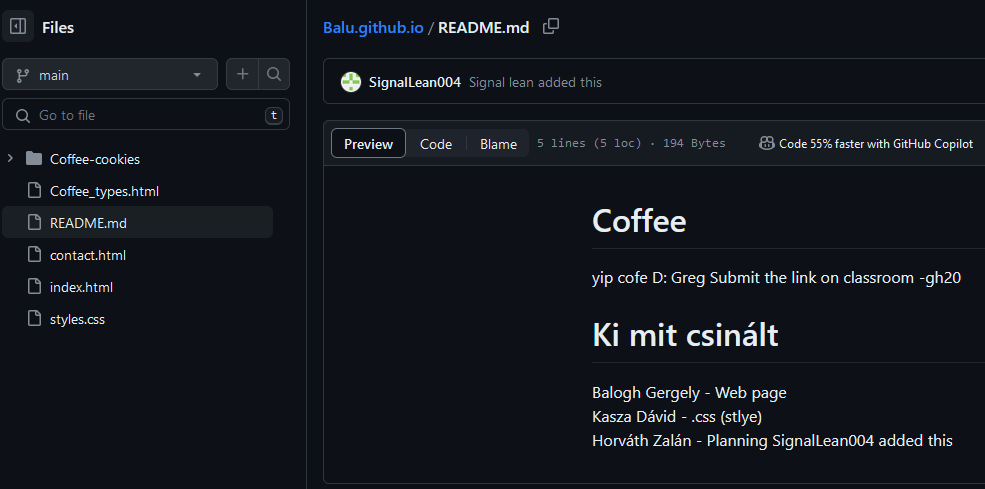 Files
Balu.github.io / README.md
main
SignalLean004 Signal lean added this
Go to file t
Preview Code Blame 5 lines (5 loc) · 194 Bytes Code 55% faster with GitHub Copilot
Coffee-cookies
Coffee_types.html
README.md
contact.html
index.html
styles.css
Coffee
yip cofe D: Greg Submit the link on classroom -gh20
Ki mit csinált
Balogh Gergely - Web page
Kasza Dávid - .css (stlye)
Horváth Zalán - Planning SignalLean004 added this